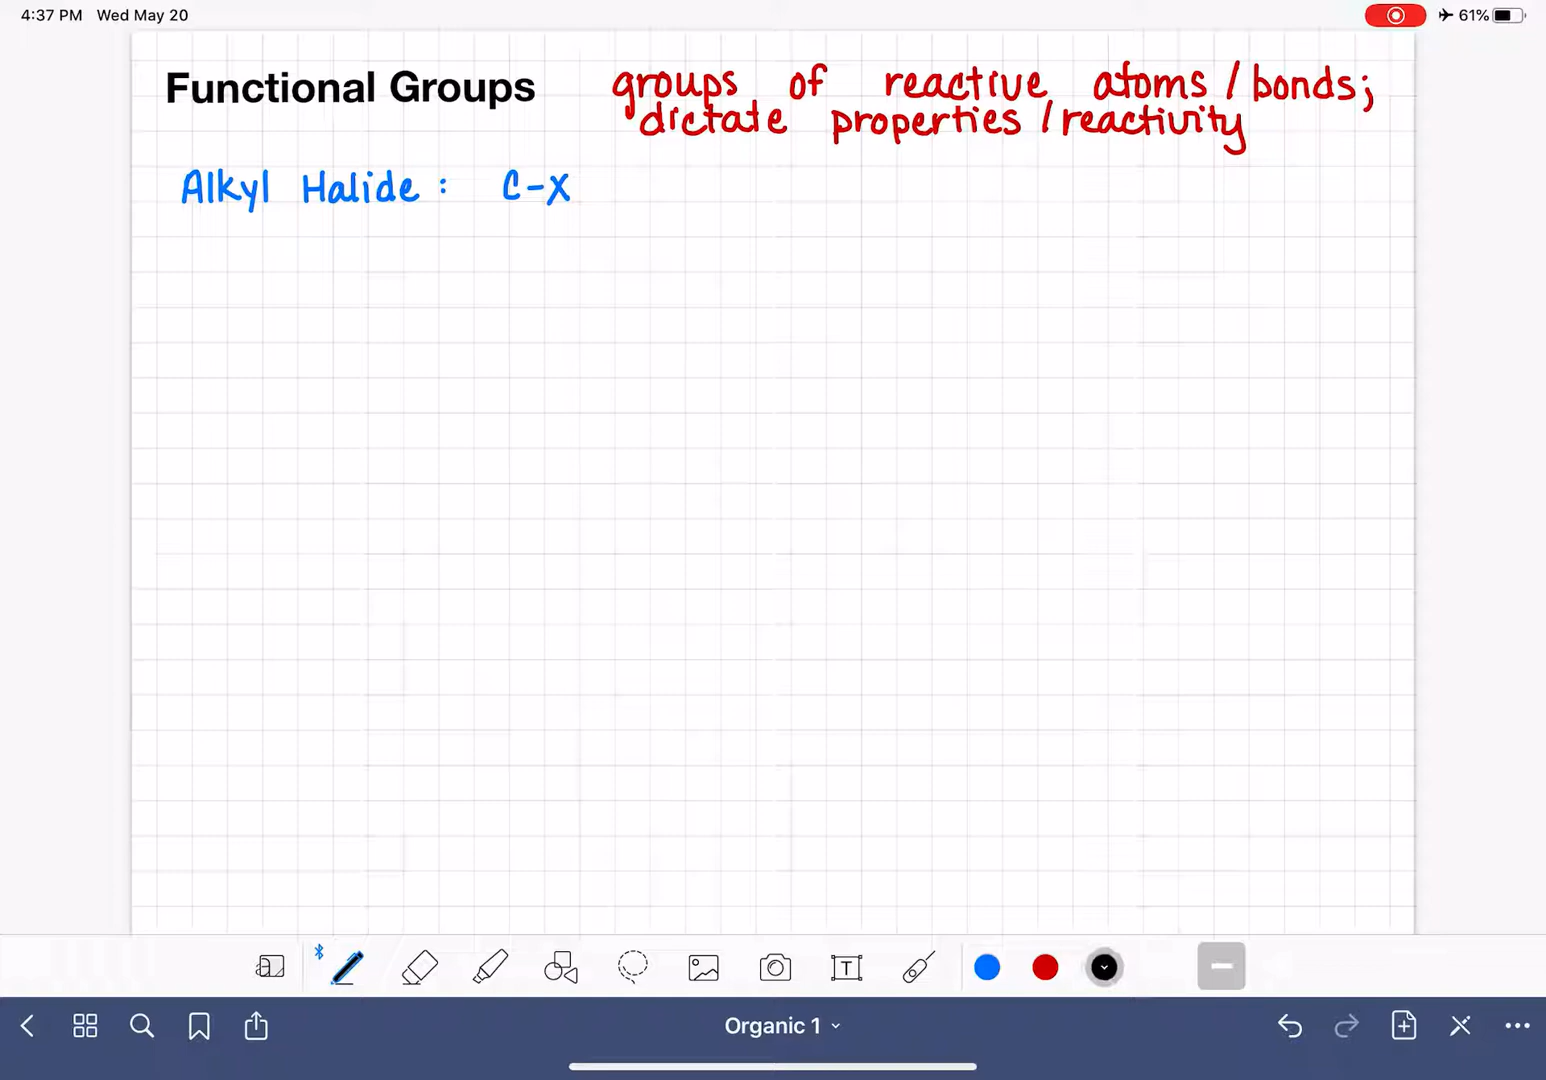 4:37 PM Wed May 20
61%
Functional Groups groups of reactive atoms / bonds;
dictate properties / reactivity
Alkyl Halide : C-X
Organic 1